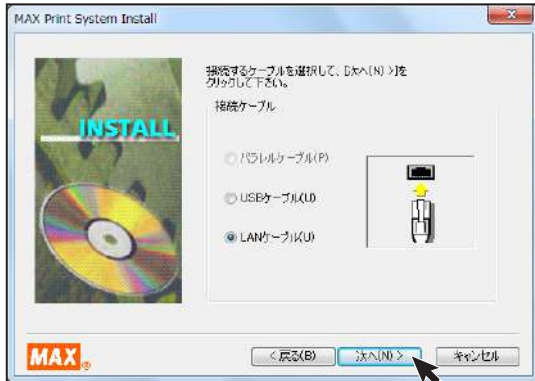 MAX Print System Install
接続するケーブルを選択して、[次へ(N) >]を
クリックして下さい。
接続ケーブル
INSTALL
パラレルケーブル(P)
USBケーブル(U)
LANケーブル(U)
MAX®
< 戻る(B)
次へ(N) >
キャンセル